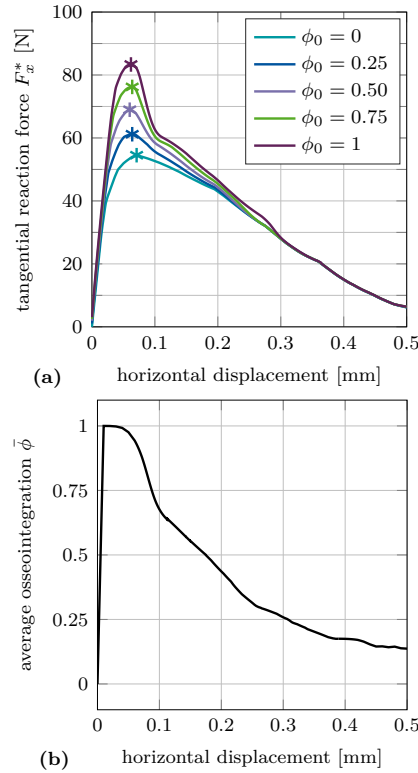 tangential reaction force F*ₓ [N]
100
80
60
40
20
0
ϕ₀ = 0
ϕ₀ = 0.25
ϕ₀ = 0.50
ϕ₀ = 0.75
ϕ₀ = 1
0 0.1 0.2 0.3 0.4 0.5
(a) horizontal displacement [mm]
average osseointegration ϕ̄
1
0.75
0.5
0.25
0
0 0.1 0.2 0.3 0.4 0.5
(b) horizontal displacement [mm]